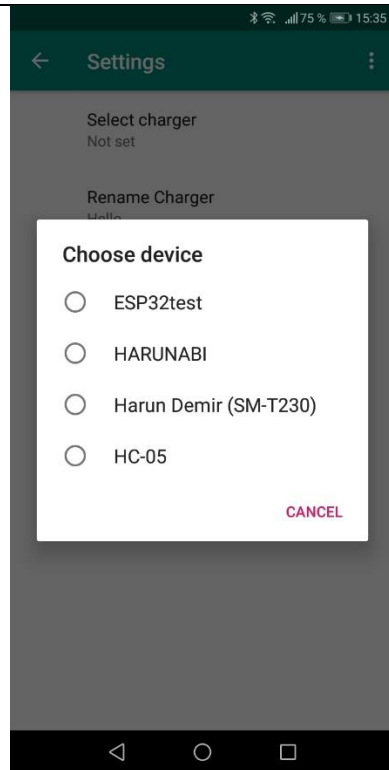 75 % 15:35
Settings
Select charger
Not set
Rename Charger
Hello
Choose device
ESP32test
HARUNABI
Harun Demir (SM-T230)
HC-05
CANCEL